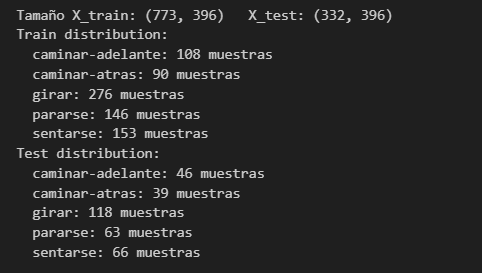 Tamaño X_train: (773, 396)   X_test: (332, 396)
Train distribution:
  caminar-adelante: 108 muestras
  caminar-atras: 90 muestras
  girar: 276 muestras
  pararse: 146 muestras
  sentarse: 153 muestras
Test distribution:
  caminar-adelante: 46 muestras
  caminar-atras: 39 muestras
  girar: 118 muestras
  pararse: 63 muestras
  sentarse: 66 muestras